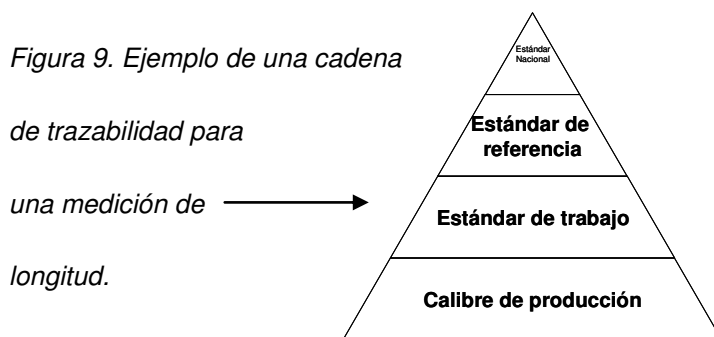 Figura 9. Ejemplo de una cadena
de trazabilidad para
una medición de
longitud.
Estándar
Nacional
Estándar de
referencia
Estándar de trabajo
Calibre de producción